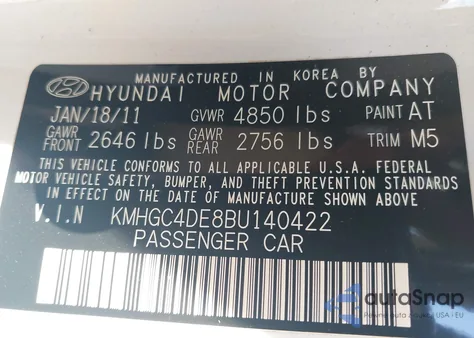 MANUFACTURED IN KOREA BY
HYUNDAI MOTOR COMPANY
JAN/18/11 GVWR 4850 lbs PAINT AT
GAWR FRONT 2646 lbs GAWR REAR 2756 lbs TRIM M5
THIS VEHICLE CONFORMS TO ALL APPLICABLE U.S.A. FEDERAL
MOTOR VEHICLE SAFETY, BUMPER, AND THEFT PREVENTION STANDARDS
IN EFFECT ON THE DATE OF MANUFACTURE SHOWN ABOVE.
V.I.N KMHGC4DE8BU140422
PASSENGER CAR
autoSnap